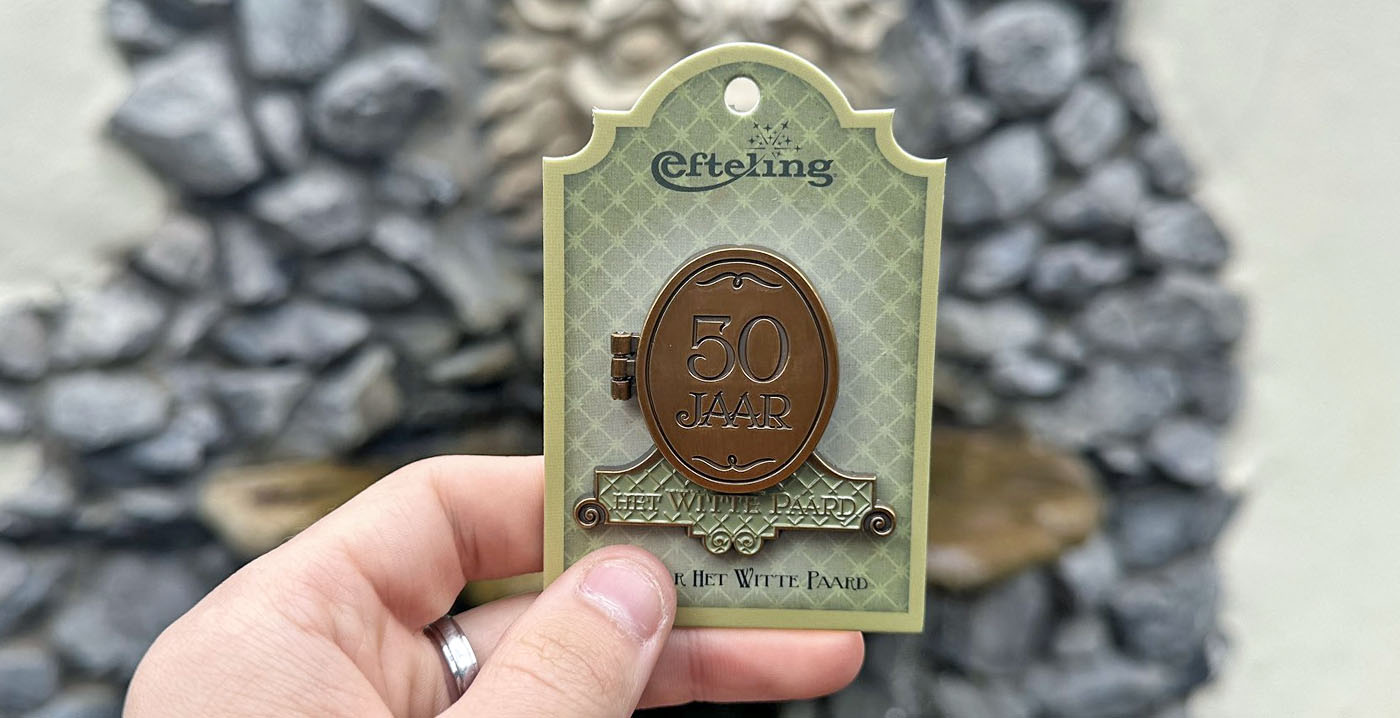 efteling
50
JAAR
HET WITTE PAARD
R HET WITTE PAARD